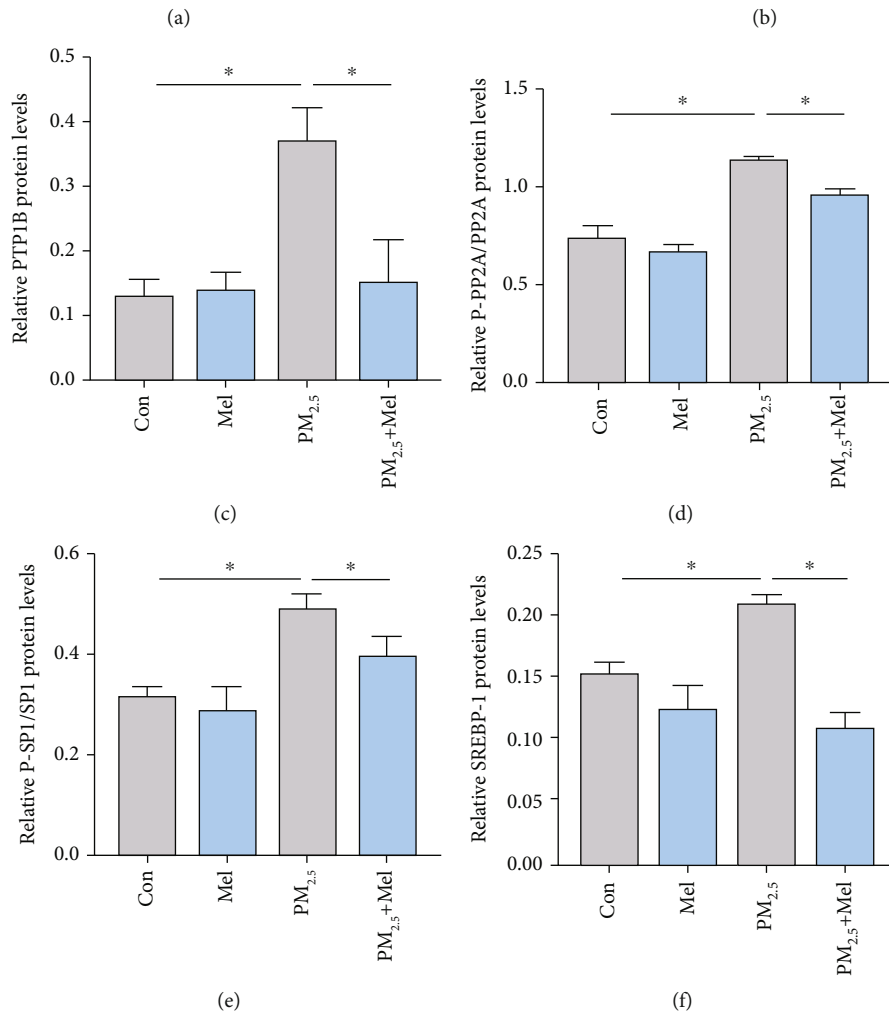 (a)
(b)
Relative PTP1B protein levels
0.5
0.4
0.3
0.2
0.1
0.0
*
*
Con
Mel
PM2.5
PM2.5+Mel
(c)
Relative P-PP2A/PP2A protein levels
1.5
1.0
0.5
0.0
*
*
Con
Mel
PM2.5
PM2.5+Mel
(d)
Relative P-SP1/SP1 protein levels
0.6
0.4
0.2
0.0
*
*
Con
Mel
PM2.5
PM2.5+Mel
(e)
Relative SREBP-1 protein levels
0.25
0.20
0.15
0.10
0.05
0.00
*
*
Con
Mel
PM2.5
PM2.5+Mel
(f)